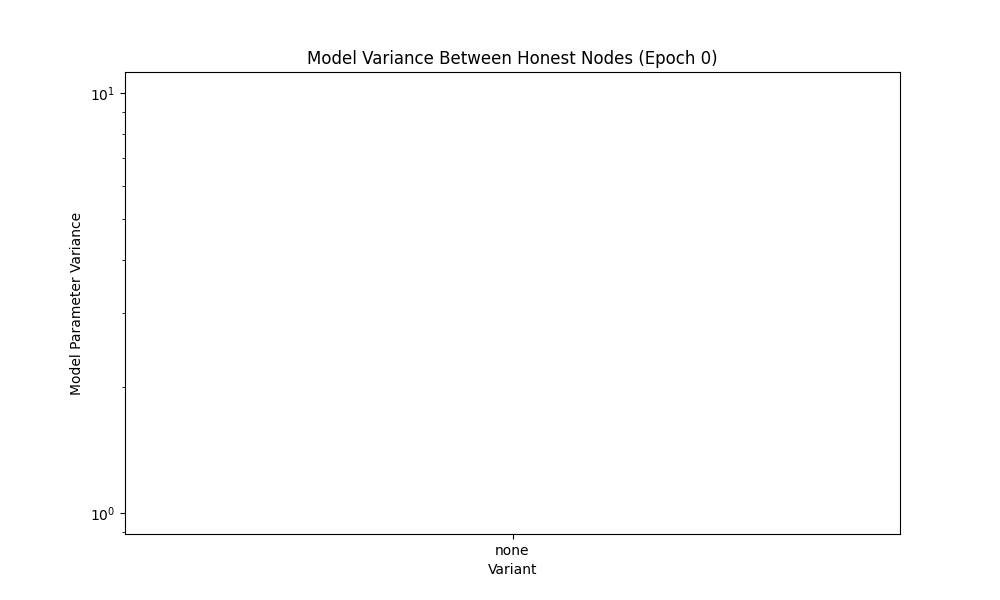 Model Variance Between Honest Nodes (Epoch 0)
10¹
Model Parameter Variance
10⁰
none
Variant